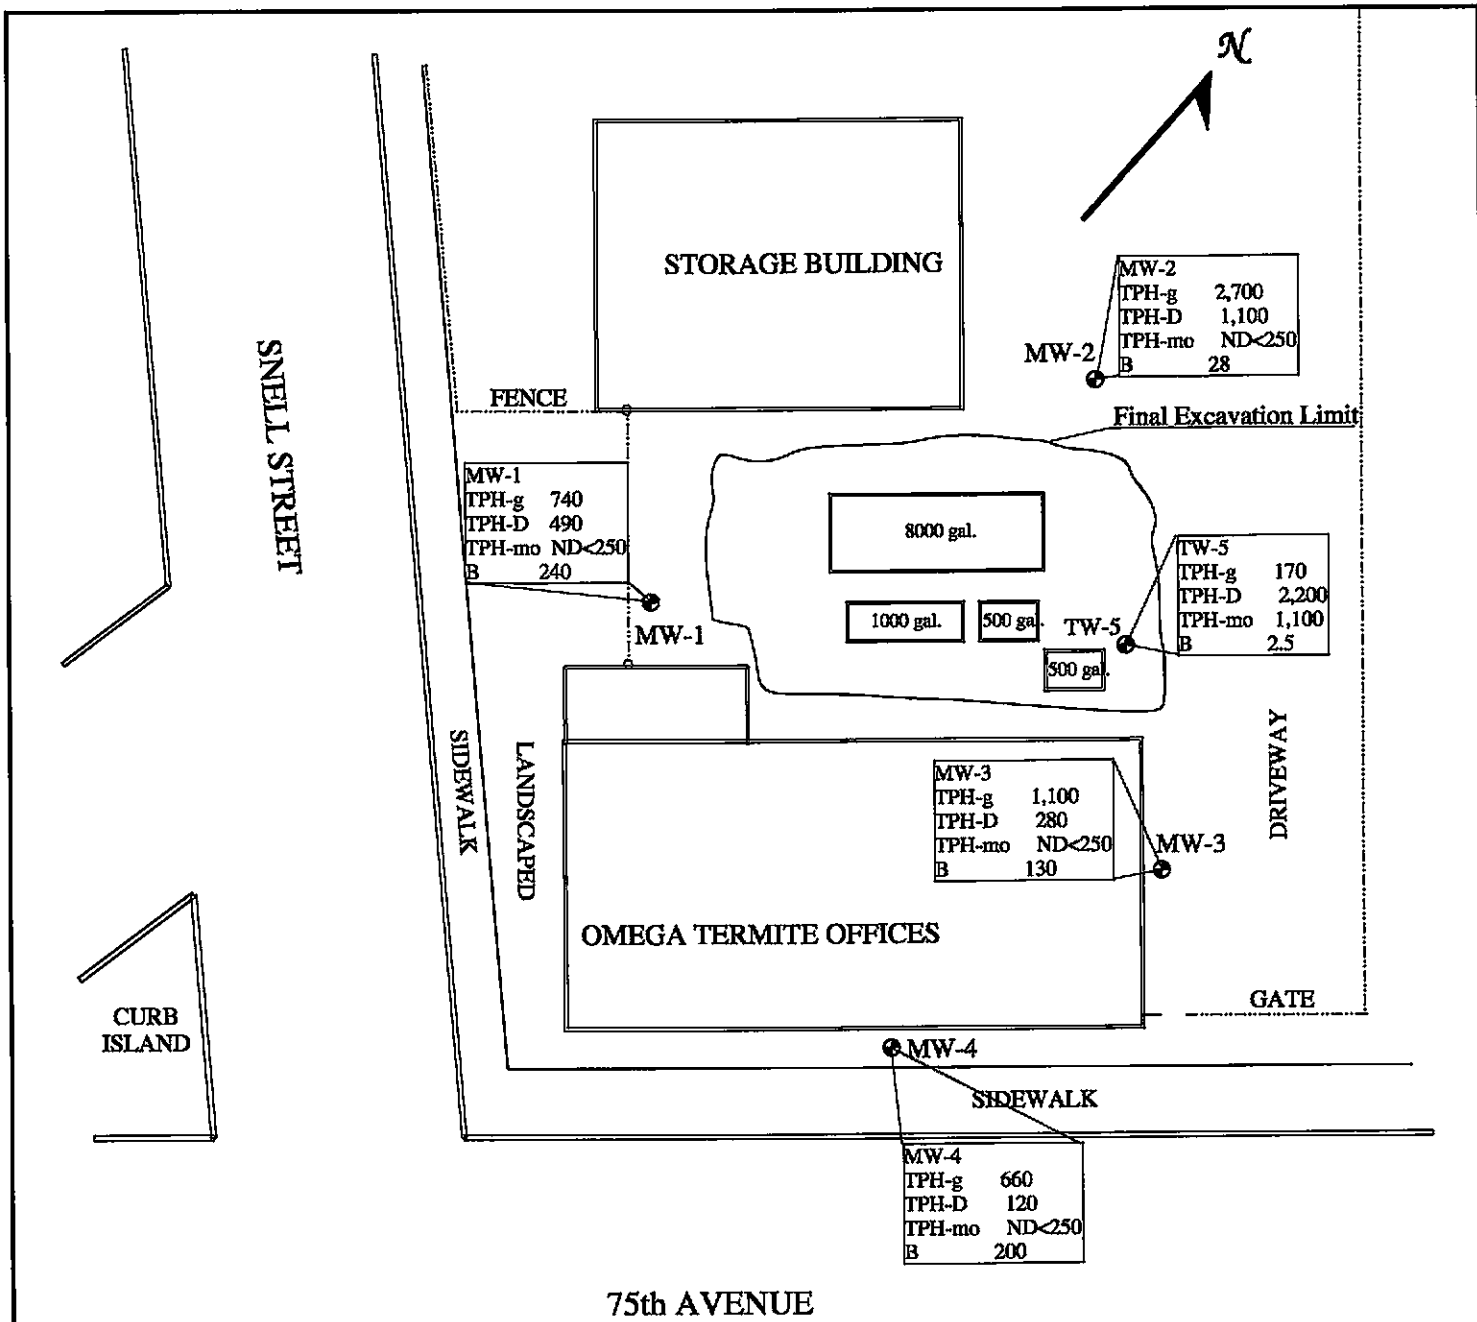 N
STORAGE BUILDING
MW-2
TPH-g 2,700
TPH-D 1,100
TPH-mo ND<250
B 28
MW-2
SNELL STREET
FENCE
Final Excavation Limit
MW-1
TPH-g 740
TPH-D 490
TPH-mo ND<250
B 240
MW-1
8000 gal.
1000 gal.
500 gal.
500 gal.
TW-5
TW-5
TPH-g 170
TPH-D 2,200
TPH-mo 1,100
B 2.5
SIDEWALK
LANDSCAPED
DRIVEWAY
MW-3
TPH-g 1,100
TPH-D 280
TPH-mo ND<250
B 130
MW-3
OMEGA TERMITE OFFICES
GATE
CURB
ISLAND
MW-4
SIDEWALK
MW-4
TPH-g 660
TPH-D 120
TPH-mo ND<250
B 200
75th AVENUE